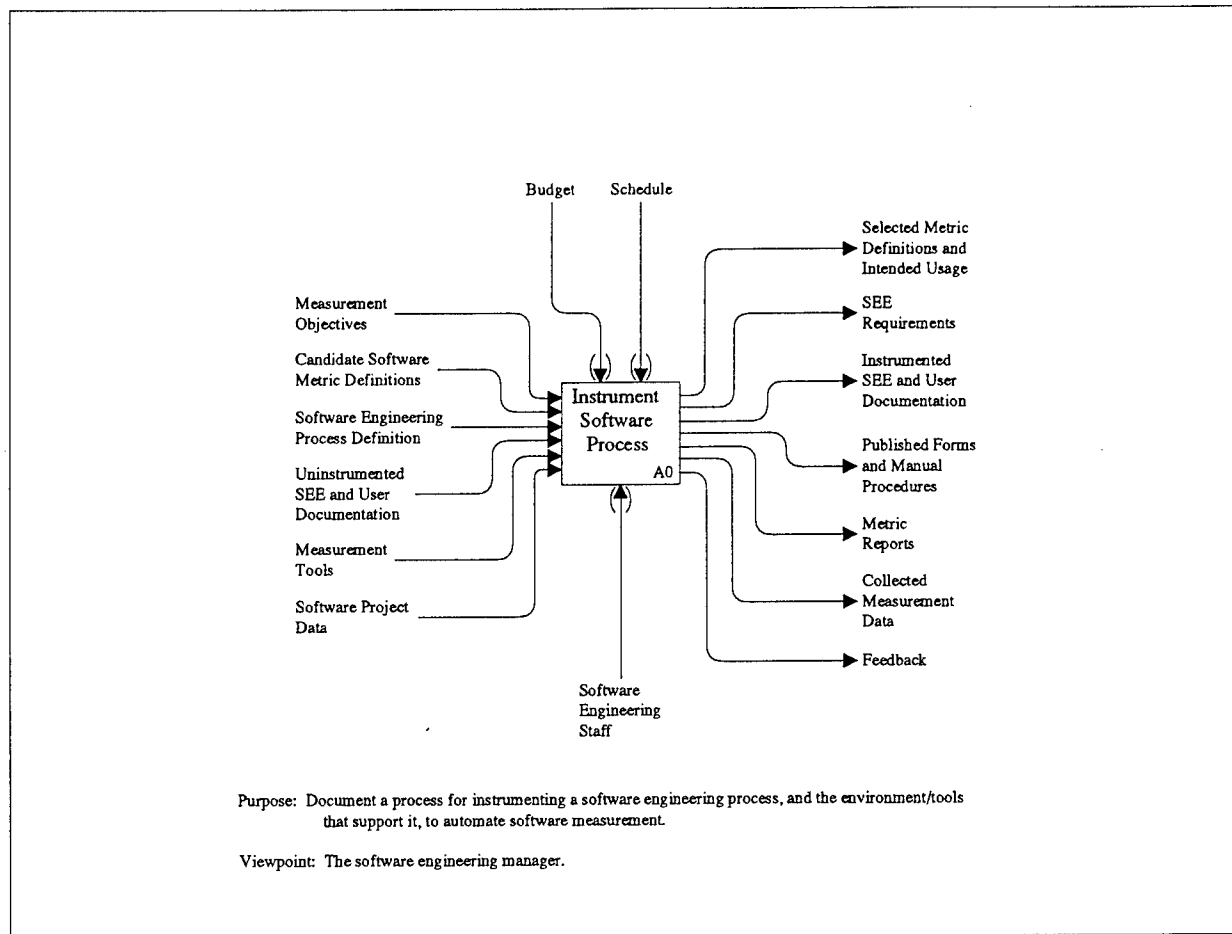 Budget
Schedule
Measurement
Objectives
Candidate Software
Metric Definitions
Software Engineering
Process Definition
Uninstrumented
SEE and User
Documentation
Measurement
Tools
Software Project
Data
Instrument
Software
Process
A0
Software
Engineering
Staff
Selected Metric
Definitions and
Intended Usage
SEE
Requirements
Instrumented
SEE and User
Documentation
Published Forms
and Manual
Procedures
Metric
Reports
Collected
Measurement
Data
Feedback
Purpose: Document a process for instrumenting a software engineering process, and the environment/tools
that support it, to automate software measurement.
Viewpoint: The software engineering manager.